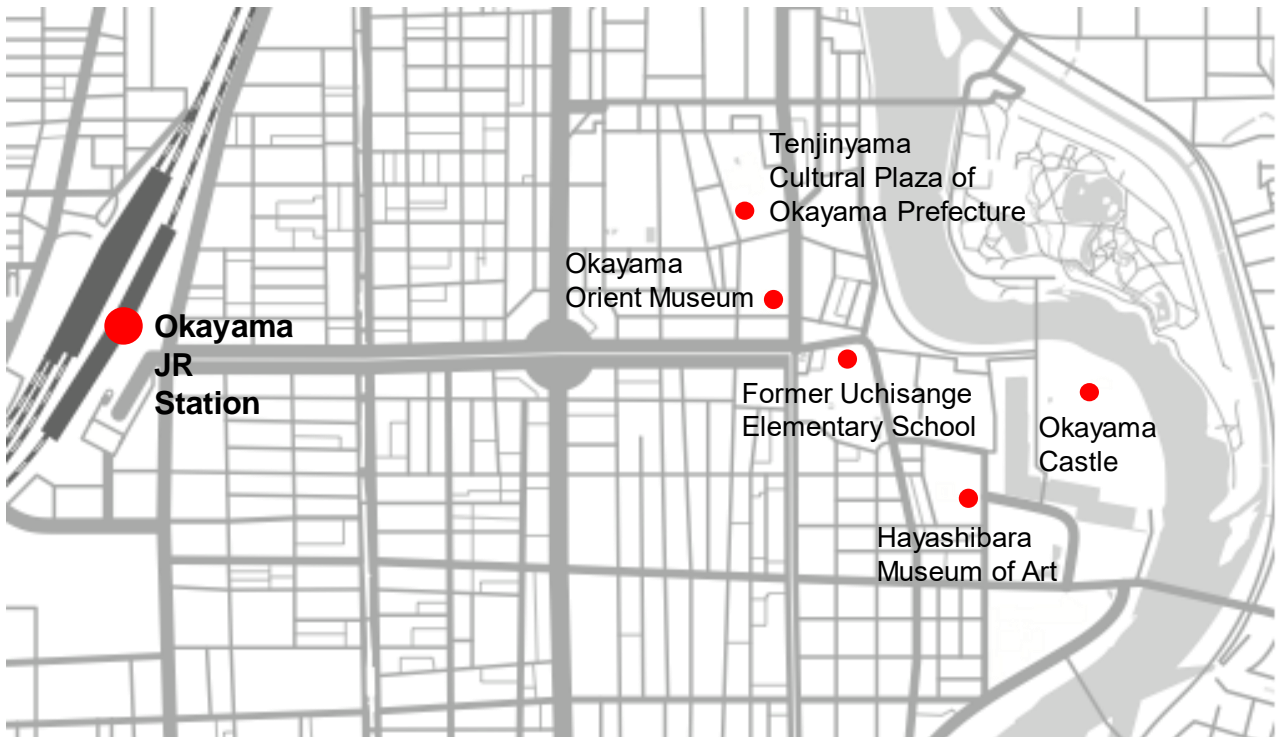 Tenjinyama
Cultural Plaza of
Okayama Prefecture
Okayama
Orient Museum
Okayama
JR
Station
Former Uchisange
Elementary School
Okayama
Castle
Hayashibara
Museum of Art